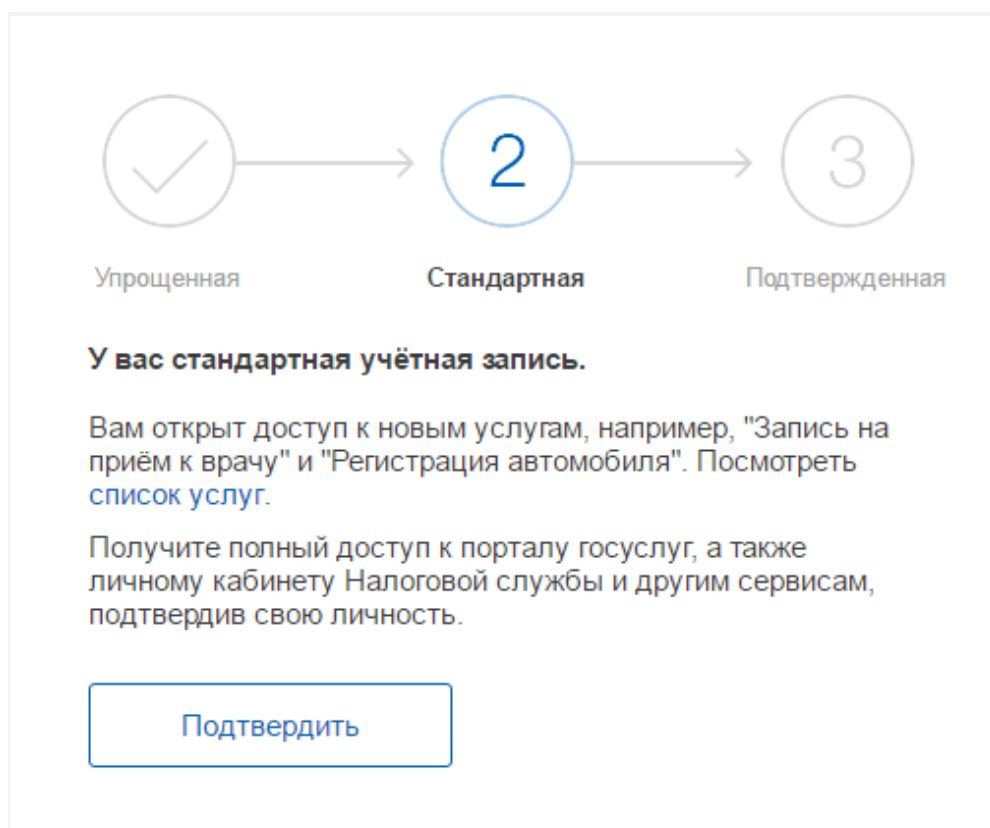 2
3
Упрощенная
Стандартная
Подтвержденная
У вас стандартная учётная запись.
Вам открыт доступ к новым услугам, например, "Запись на
приём к врачу" и "Регистрация автомобиля". Посмотреть
список услуг.
Получите полный доступ к порталу госуслуг, а также
личному кабинету Налоговой службы и другим сервисам,
подтвердив свою личность.
Подтвердить